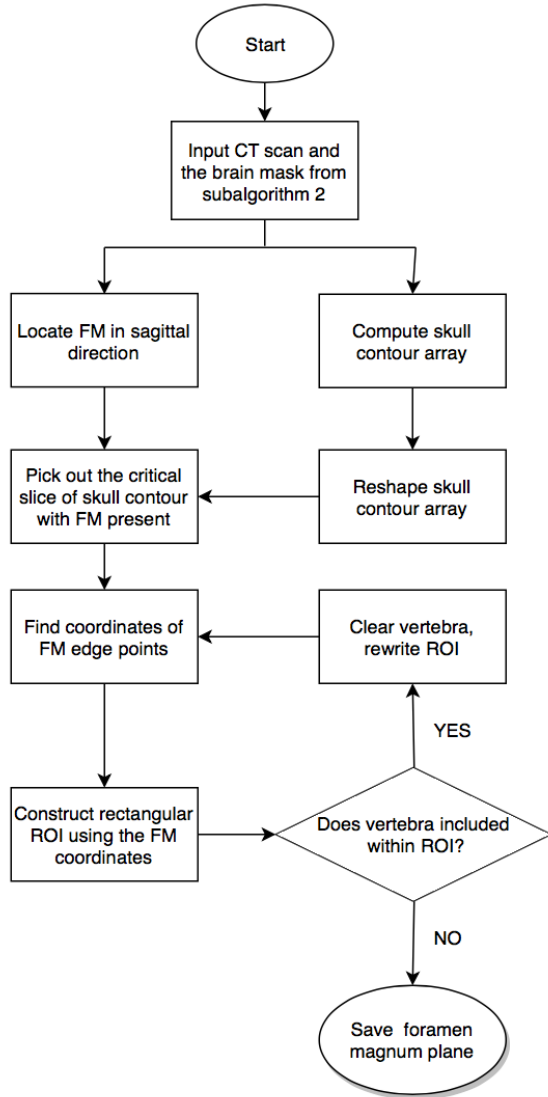 Start
Input CT scan and
the brain mask from
subalgorithm 2
Locate FM in sagittal
direction
Compute skull
contour array
Pick out the critical
slice of skull contour
with FM present
Reshape skull
contour array
Find coordinates of
FM edge points
Clear vertebra,
rewrite ROI
YES
Construct rectangular
ROI using the FM
coordinates
Does vertebra included
within ROI?
NO
Save foramen
magnum plane